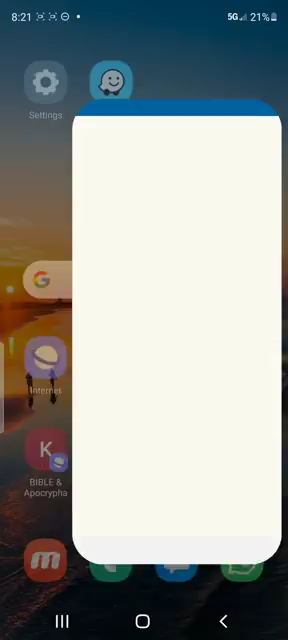 8:21
5G 21%
Settings
G
Internet
K
BIBLE &
Apocrypha
m